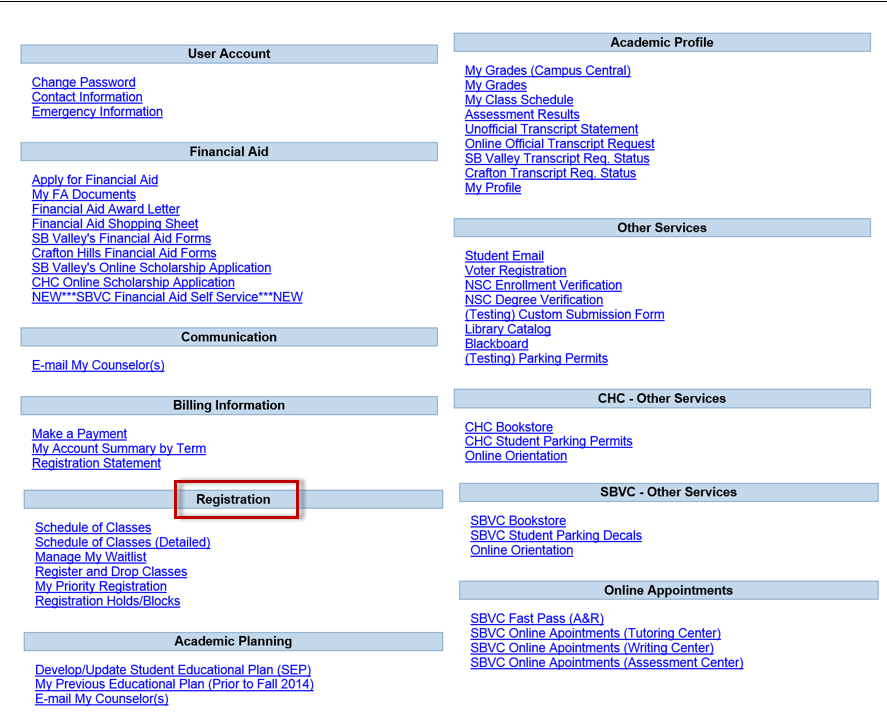 User Account
Change Password
Contact Information
Emergency Information
Financial Aid
Apply for Financial Aid
My FA Documents
Financial Aid Award Letter
Financial Aid Shopping Sheet
SB Valley's Financial Aid Forms
Crafton Hills Financial Aid Forms
SB Valley's Online Scholarship Application
CHC Online Scholarship Application
NEW***SBVC Financial Aid Self Service***NEW
Communication
E-mail My Counselor(s)
Billing Information
Make a Payment
My Account Summary by Term
Registration Statement
Registration
Schedule of Classes
Schedule of Classes (Detailed)
Manage My Waitlist
Register and Drop Classes
My Priority Registration
Registration Holds/Blocks
Academic Planning
Develop/Update Student Educational Plan (SEP)
My Previous Educational Plan (Prior to Fall 2014)
E-mail My Counselor(s)
Academic Profile
My Grades (Campus Central)
My Grades
My Class Schedule
Assessment Results
Unofficial Transcript Statement
Online Official Transcript Request
SB Valley Transcript Req. Status
Crafton Transcript Req. Status
My Profile
Other Services
Student Email
Voter Registration
NSC Enrollment Verification
NSC Degree Verification
(Testing) Custom Submission Form
Library Catalog
Blackboard
(Testing) Parking Permits
CHC - Other Services
CHC Bookstore
CHC Student Parking Permits
Online Orientation
SBVC - Other Services
SBVC Bookstore
SBVC Student Parking Decals
Online Orientation
Online Appointments
SBVC Fast Pass (A&R)
SBVC Online Apointments (Tutoring Center)
SBVC Online Apointments (Writing Center)
SBVC Online Apointments (Assessment Center)